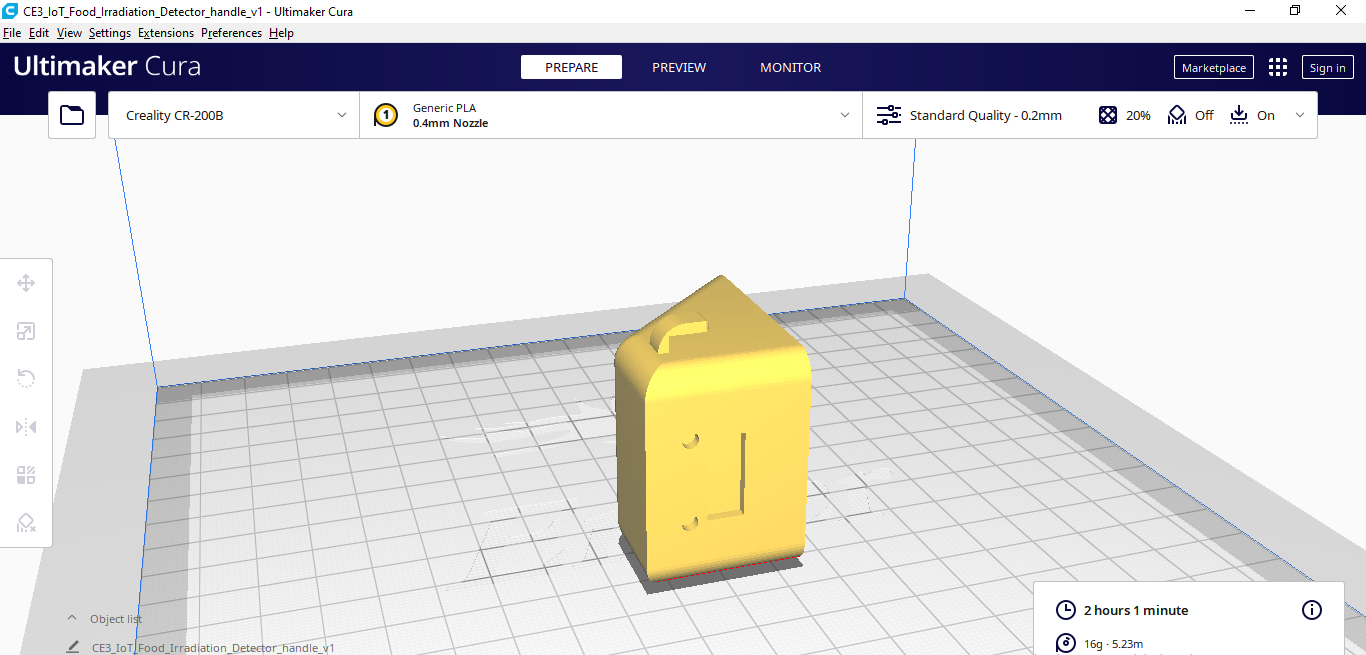 CE3_IoT_Food_Irradiation_Detector_handle_v1 - Ultimaker Cura
File Edit View Settings Extensions Preferences Help
Ultimaker Cura
PREPARE
PREVIEW
MONITOR
Marketplace
Sign in
Creality CR-200B
1
Generic PLA
0.4mm Nozzle
Standard Quality - 0.2mm
20%
Off
On
Object list
CE3_IoT_Food_Irradiation_Detector_handle_v1
2 hours 1 minute
16g · 5.23m